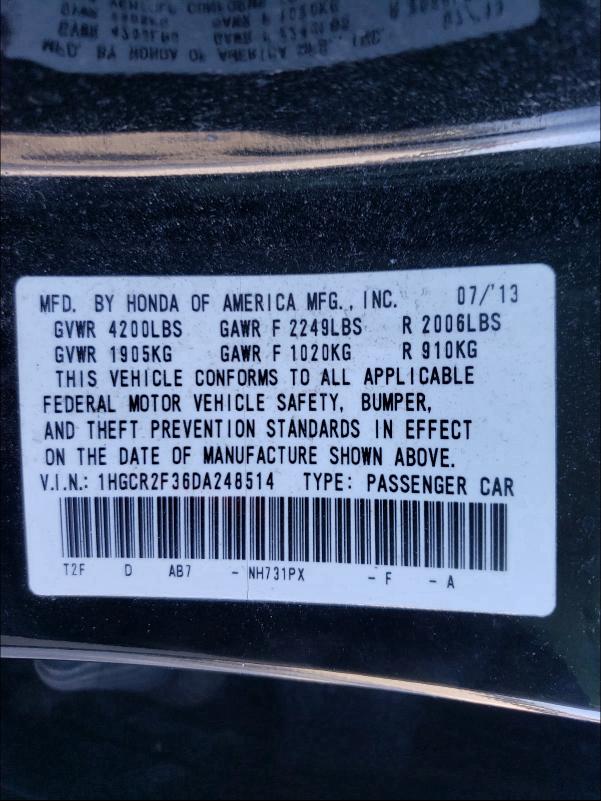 MFD. BY HONDA OF AMERICA MFG., INC. 07/'13
GVWR 4200LBS GAWR F 2249LBS R 2006LBS
GVWR 1905KG GAWR F 1020KG R 910KG
THIS VEHICLE CONFORMS TO ALL APPLICABLE
FEDERAL MOTOR VEHICLE SAFETY, BUMPER,
AND THEFT PREVENTION STANDARDS IN EFFECT
ON THE DATE OF MANUFACTURE SHOWN ABOVE.
V.I.N.: 1HGCR2F36DA248514 TYPE: PASSENGER CAR
T2F D AB7 - NH731PX - F - A